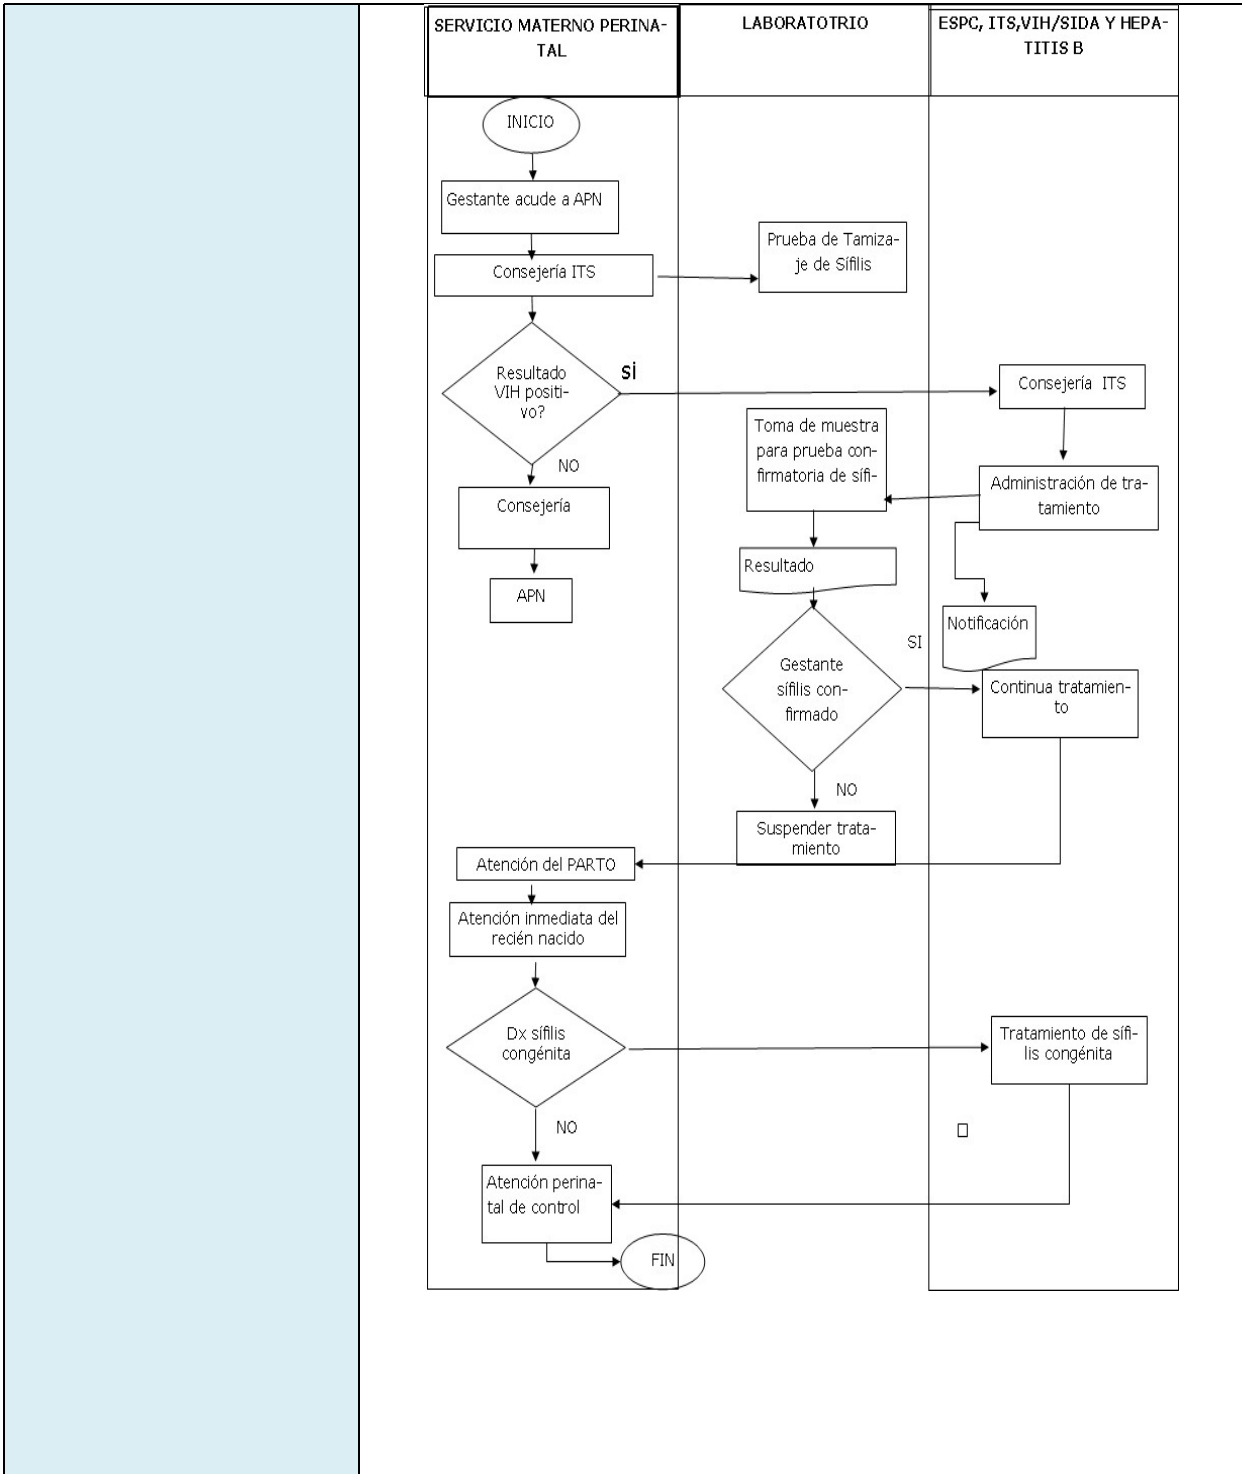 SERVICIO MATERNO PERINA-
TAL
LABORATOTRIO
ESPC, ITS,VIH/SIDA Y HEPA-
TITIS B
INICIO
Gestante acude a APN
Prueba de Tamiza-
je de Sífilis
Consejería ITS
Resultado
VIH positi-
vo?
SÍ
Consejería ITS
Toma de muestra
para prueba con-
firmatoria de sífi-
NO
Administración de tra-
tamiento
Consejería
Resultado
APN
Notificación
SI
Gestante
sífilis con-
firmado
Continua tratamien-
to
NO
Suspender trata-
miento
Atención del PARTO
Atención inmediata del
recién nacido
Dx sífilis
congénita
Tratamiento de sífi-
lis congénita
NO
Atención perina-
tal de control
FIN